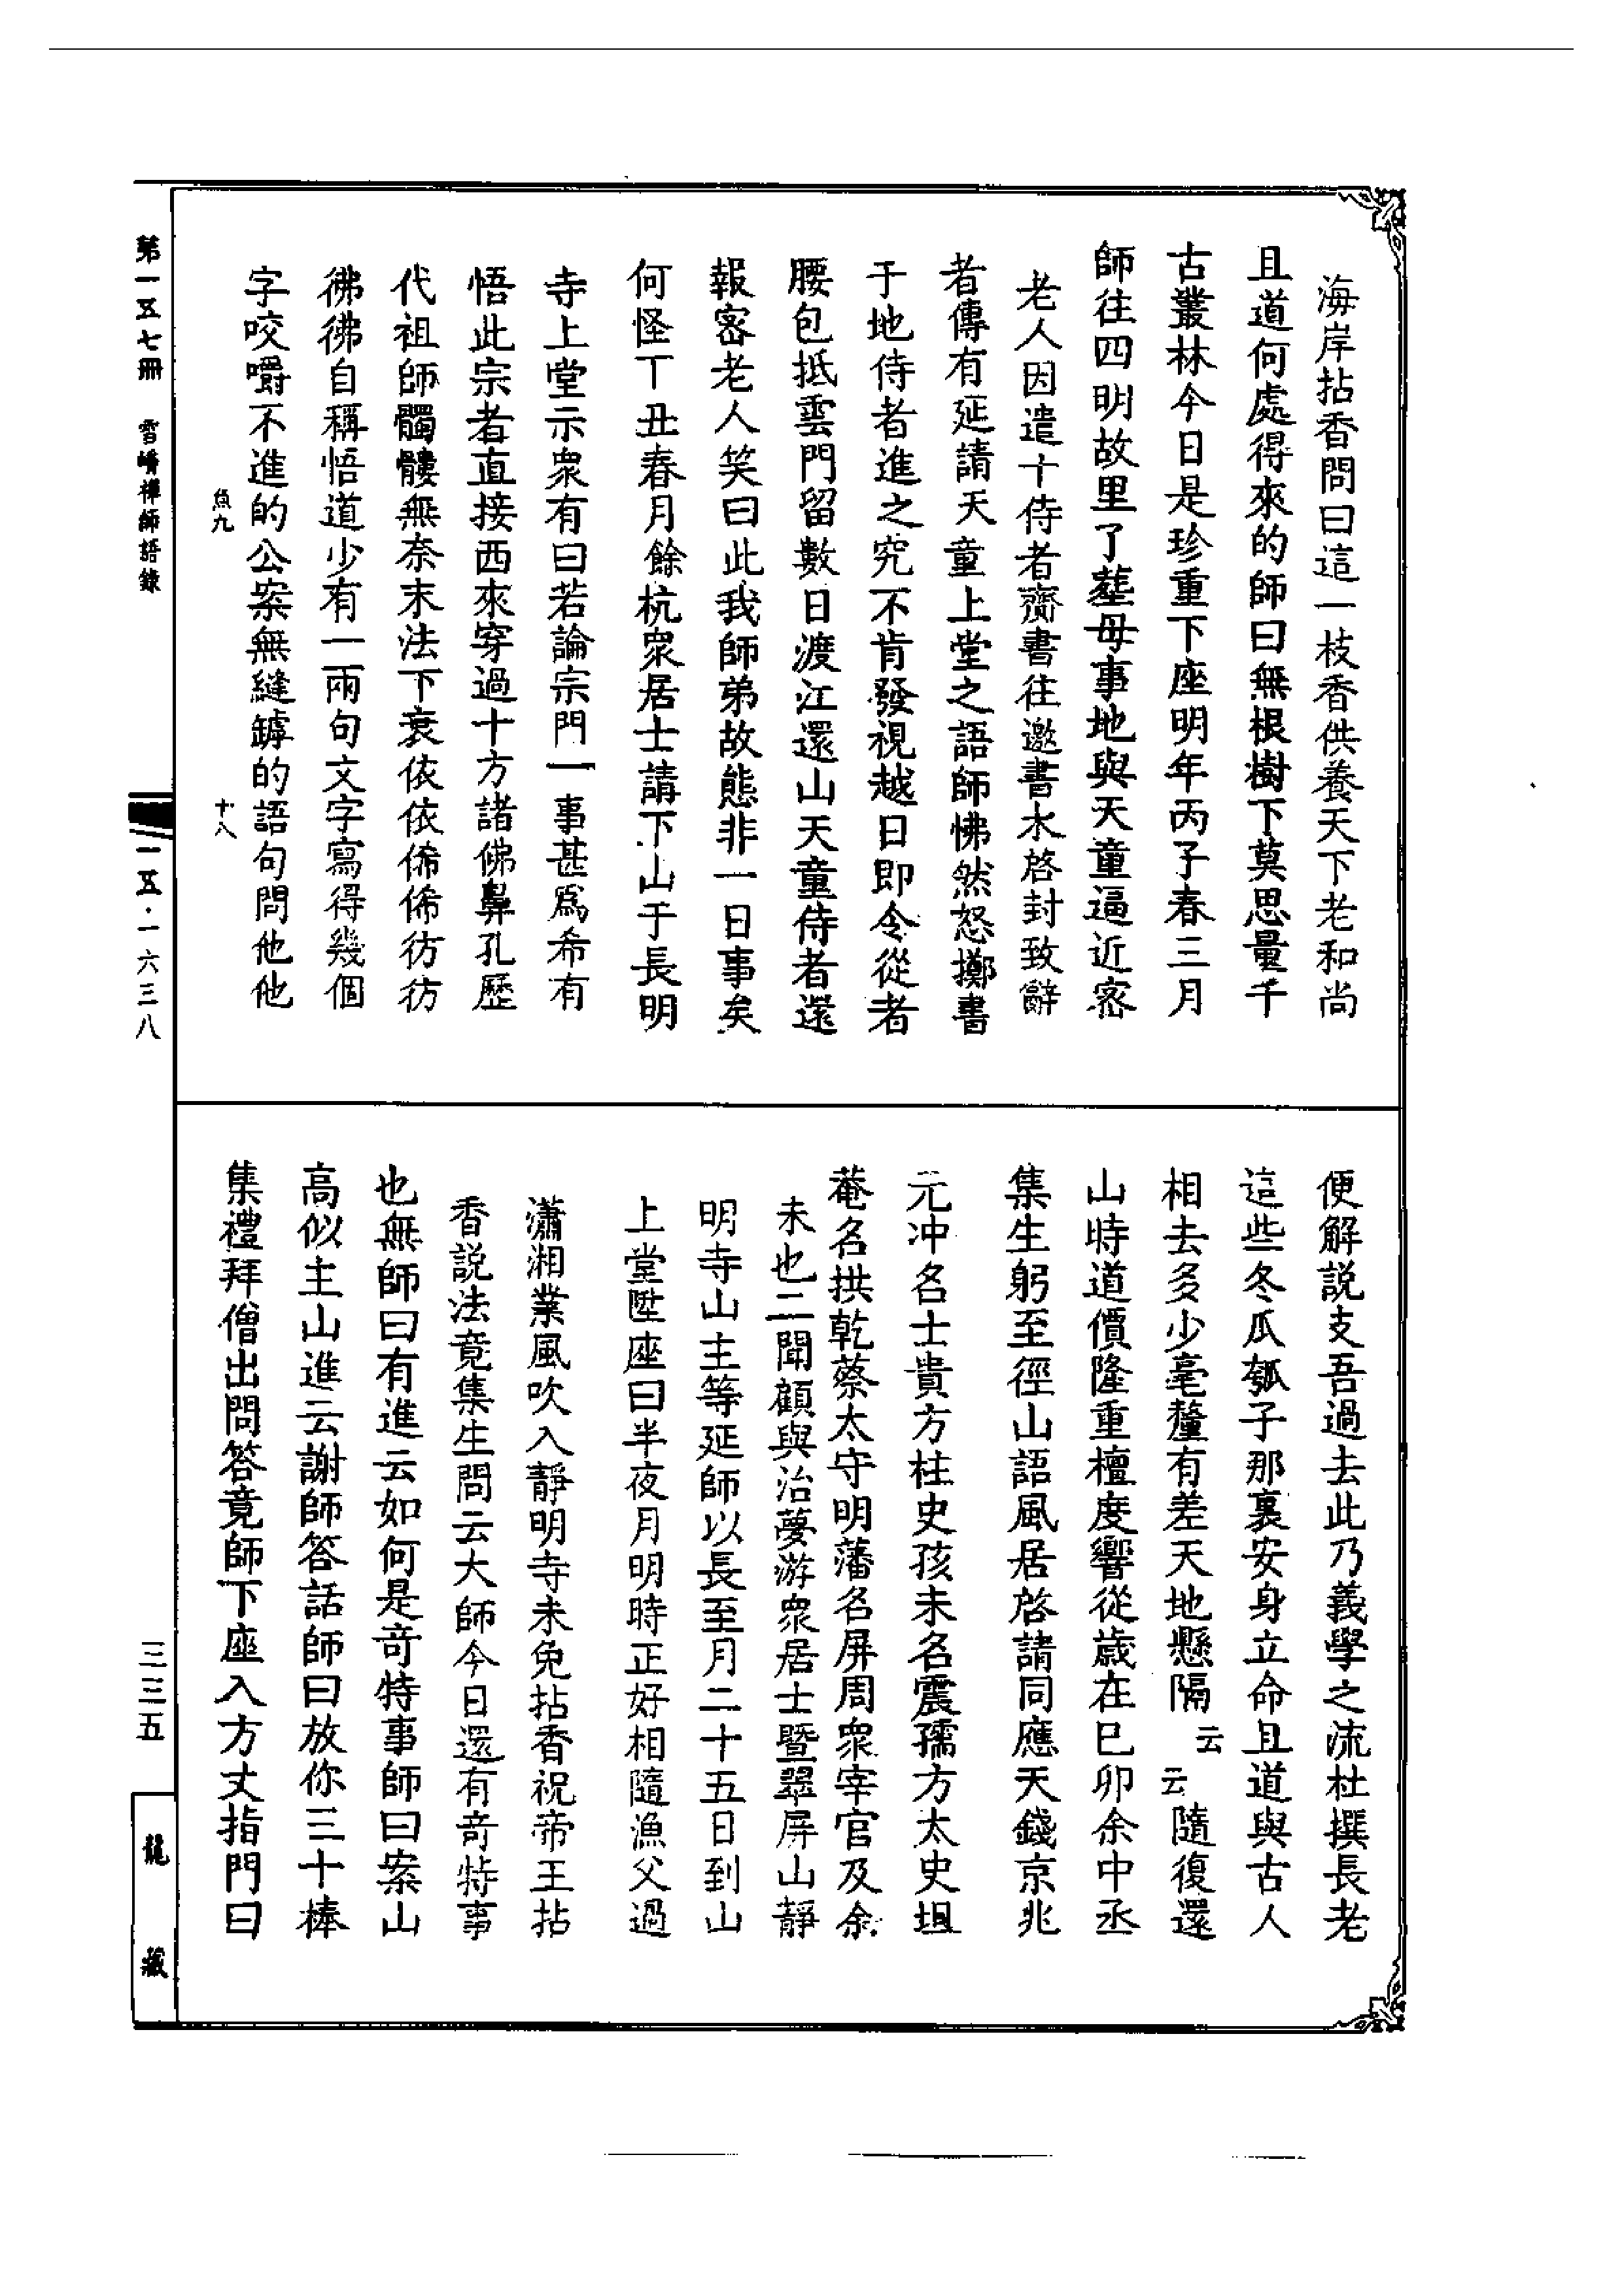 海岸拈香問曰這一枝香供養天下老和尚
且道何處得來的師曰無根樹下莫思量千
古叢林今日是珍重下座明年丙子春三月
師往四明故里了塟母事地與天童逼近密
老人因遣十侍者齎書往邀書未啓封致辭
者傳有延請天童上堂之語師怫然怒擲書
于地侍者進之究不肯發視越日即令從者
腰包抵雲門留數日渡江還山天童侍者還
報密老人笑曰此我師弟故態非一日事矣
何怪丁丑春月餘杭衆居士請下山于長明
寺上堂示衆有曰若論宗門一事甚爲希有
悟此宗者直接西來穿過十方諸佛鼻孔歷
代祖師髑髏無奈末法下衰依依俙俙彷彷
彿彿自稱悟道少有一兩句文字寫得幾個
字咬嚼不進的公案無縫罅的語句問他他
魚九
十八
便解説支吾過去此乃義學之流杜撰長老
這些冬瓜瓠子那裏安身立命且道與古人
相去多少毫釐有差天地懸隔云云隨復還
山時道價隆重檀度響從歲在巳卯余中丞
集生躬至徑山語風居啓請同應天錢京兆
元冲名士貴方柱史孩未名震孺方太史坦
菴名拱乾蔡太守明藩名屏周衆宰官及余
未也二聞顧與治夢游衆居士暨翠屏山靜
明寺山主等延師以長至月二十五日到山
上堂陞座曰半夜月明時正好相隨漁父過
瀟湘業風吹入靜明寺未免拈香祝帝王拈
香説法竟集生問云大師今日還有竒特事
也無師曰有進云如何是竒特事師曰案山
高似主山進云謝師答話師曰放你三十棒
集禮拜僧出問答竟師下座入方丈指門曰
第一五七冊 雪嶠禪師語錄
一五·一六三八
三三五
龍藏